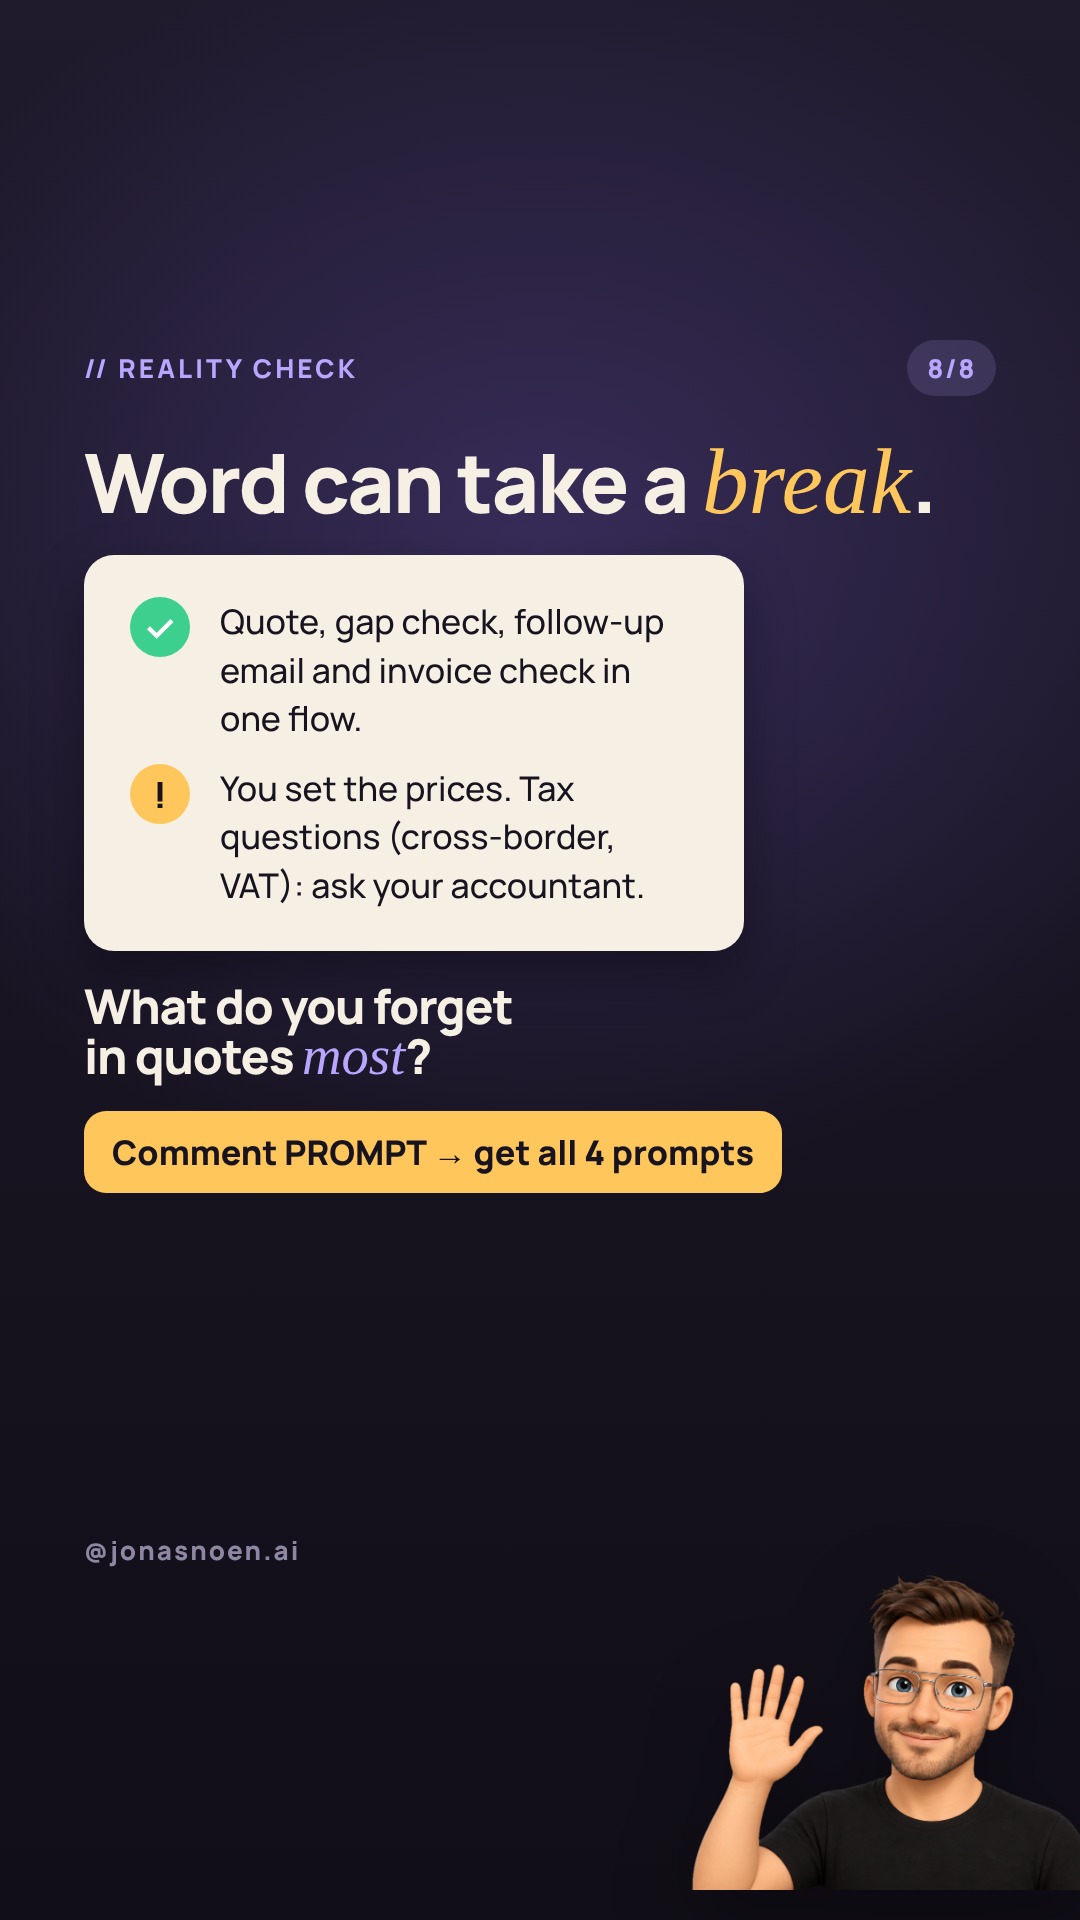 // REALITY CHECK
8/8
Word can take a break.
Quote, gap check, follow-up
email and invoice check in
one flow.
!
You set the prices. Tax
questions (cross-border,
VAT): ask your accountant.
What do you forget
in quotes most?
Comment PROMPT → get all 4 prompts
@jonasnoen.ai